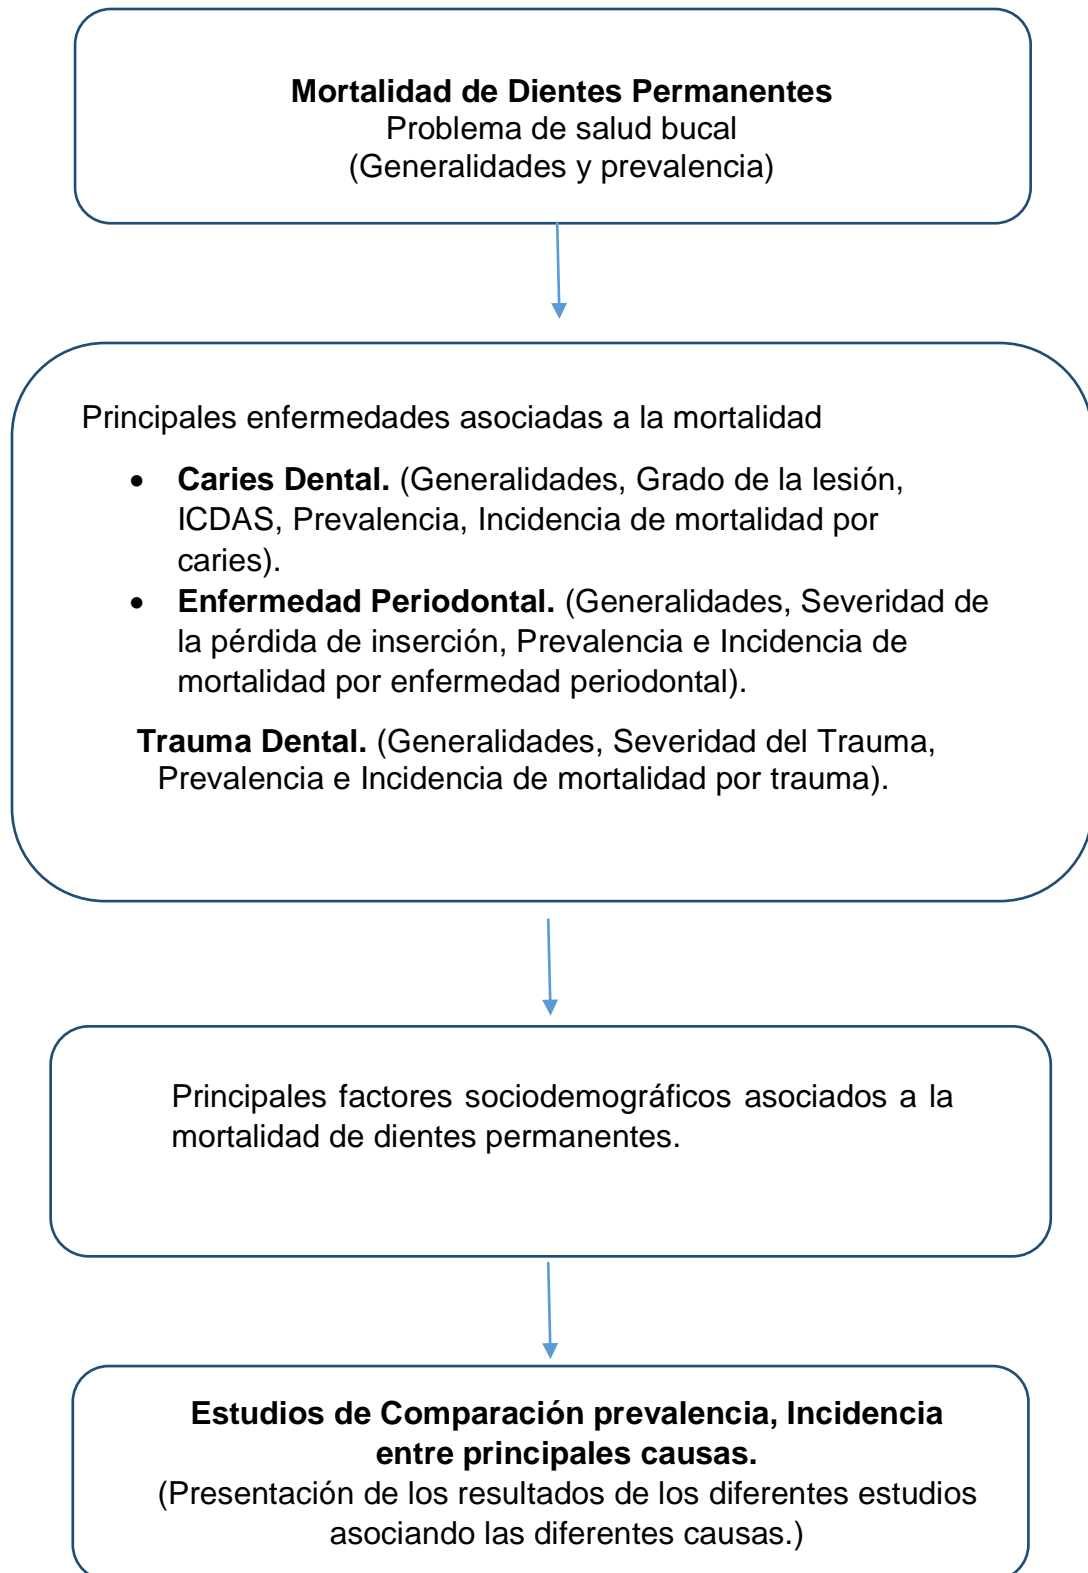 Mortalidad de Dientes Permanentes
Problema de salud bucal
(Generalidades y prevalencia)
Principales enfermedades asociadas a la mortalidad
• Caries Dental. (Generalidades, Grado de la lesión,
ICDAS, Prevalencia, Incidencia de mortalidad por
caries).
• Enfermedad Periodontal. (Generalidades, Severidad de
la pérdida de inserción, Prevalencia e Incidencia de
mortalidad por enfermedad periodontal).
Trauma Dental. (Generalidades, Severidad del Trauma,
Prevalencia e Incidencia de mortalidad por trauma).
Principales factores sociodemográficos asociados a la
mortalidad de dientes permanentes.
Estudios de Comparación prevalencia, Incidencia
entre principales causas.
(Presentación de los resultados de los diferentes estudios
asociando las diferentes causas.)